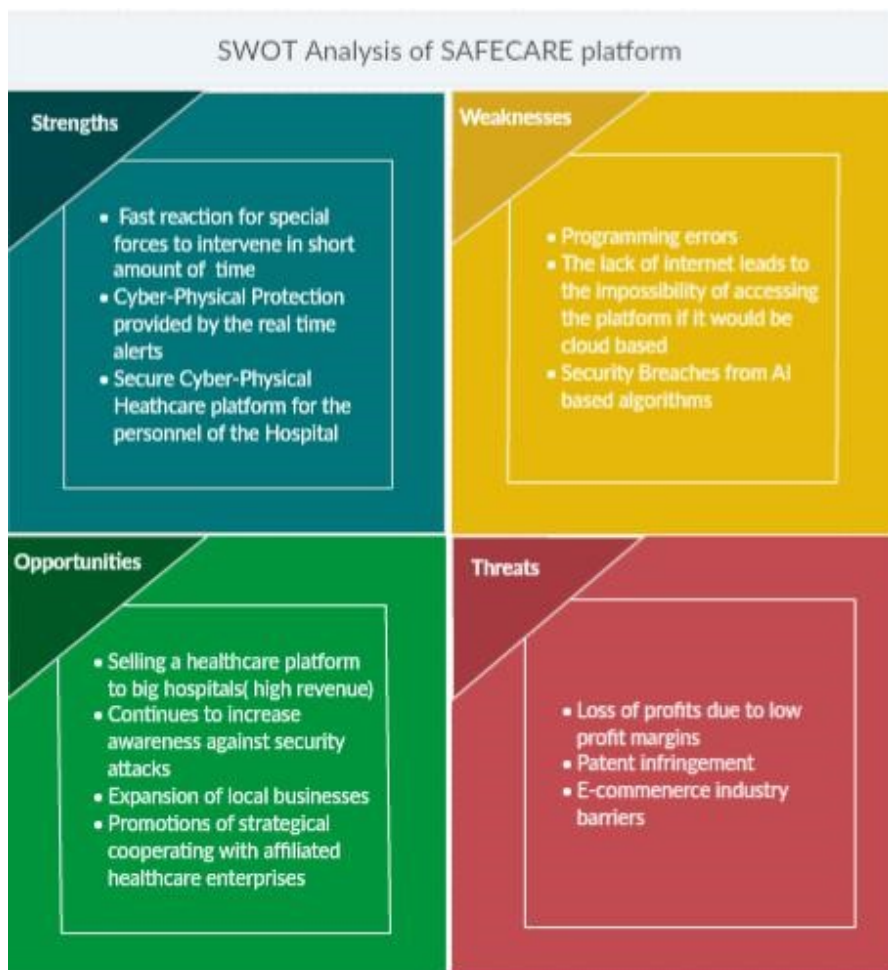 SWOT Analysis of SAFECARE platform
Strengths
• Fast reaction for special
forces to intervene in short
amount of time
• Cyber-Physical Protection
provided by the real time
alerts
• Secure Cyber-Physical
Heathcare platform for the
personnel of the Hospital
Weaknesses
• Programming errors
• The lack of internet leads to
the impossibility of accessing
the platform if it would be
cloud based
• Security Breaches from AI
based algorithms
Opportunities
• Selling a healthcare platform
to big hospitals( high revenue)
• Continues to increase
awareness against security
attacks
• Expansion of local businesses
• Promotions of strategical
cooperating with affiliated
healthcare enterprises
Threats
• Loss of profits due to low
profit margins
• Patent infringement
• E-commenerce industry
barriers